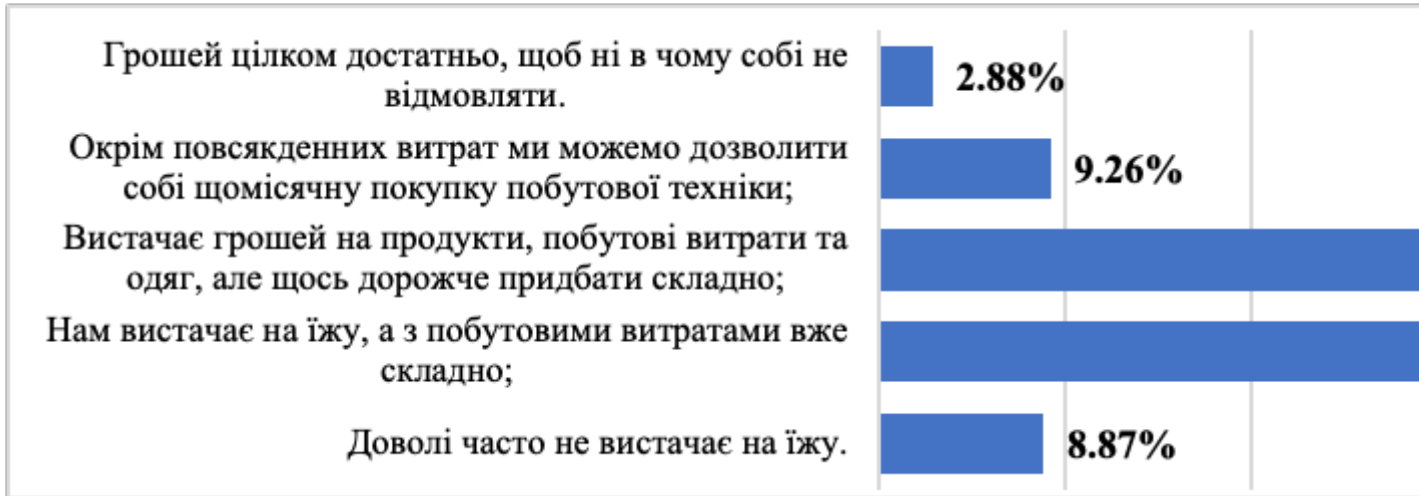 Грошей цілком достатньо, щоб ні в чому собі не
відмовляти.
2.88%
Окрім повсякденних витрат ми можемо дозволити
собі щомісячну покупку побутової техніки;
9.26%
Вистачає грошей на продукти, побутові витрати та
одяг, але щось дорожче придбати складно;
Нам вистачає на їжу, а з побутовими витратами вже
складно;
Доволі часто не вистачає на їжу.
8.87%